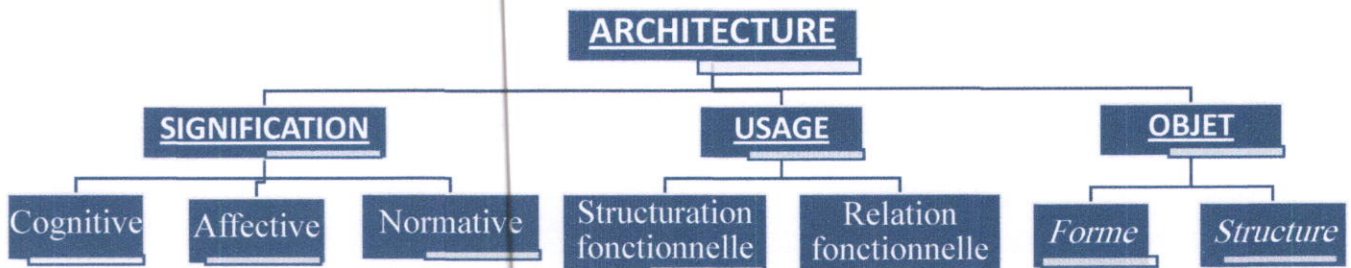 ARCHITECTURE
SIGNIFICATION
USAGE
OBJET
Cognitive
Affective
Normative
Structuration
fonctionnelle
Relation
fonctionnelle
Forme
Structure